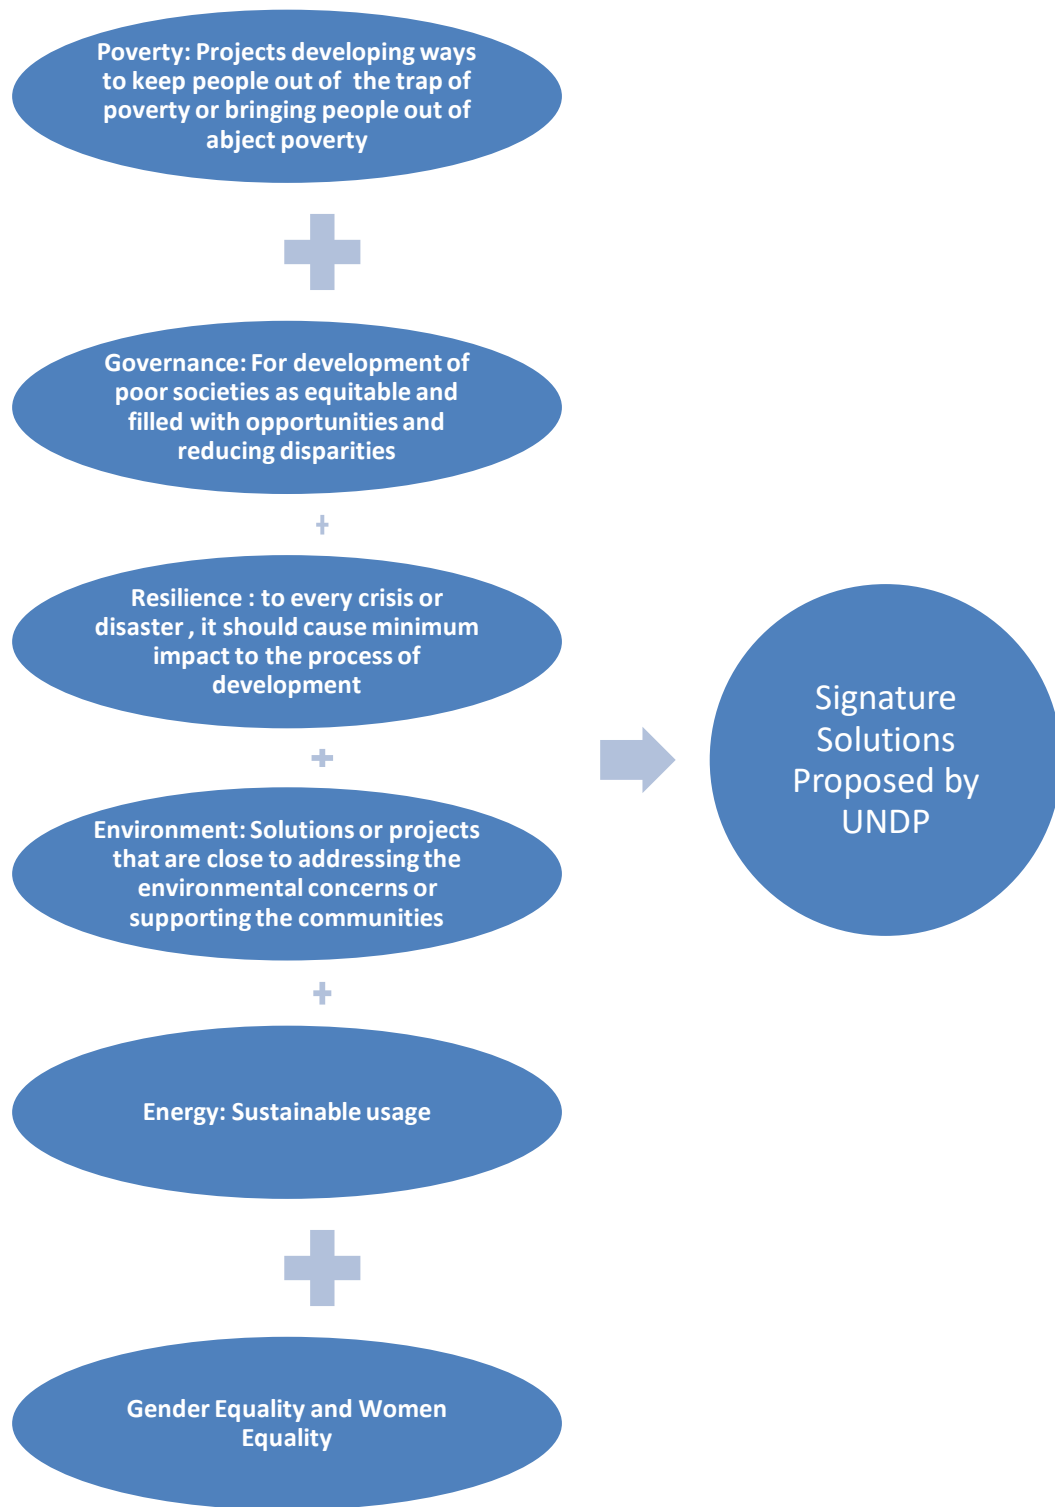 Poverty: Projects developing ways
to keep people out of the trap of
poverty or bringing people out of
abject poverty
Governance: For development of
poor societies as equitable and
filled with opportunities and
reducing disparities
Resilience : to every crisis or
disaster , it should cause minimum
impact to the process of
development
Environment: Solutions or projects
that are close to addressing the
environmental concerns or
supporting the communities
Energy: Sustainable usage
Gender Equality and Women
Equality
Signature
Solutions
Proposed by
UNDP